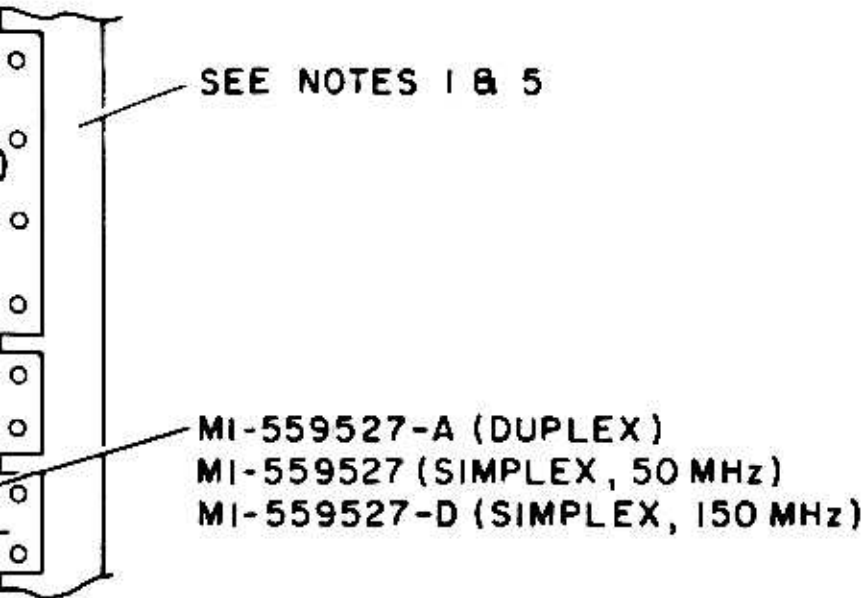 SEE NOTES 1 & 5
MI-559527-A (DUPLEX)
MI-559527 (SIMPLEX, 50 MHz)
MI-559527-D (SIMPLEX, 150 MHz)